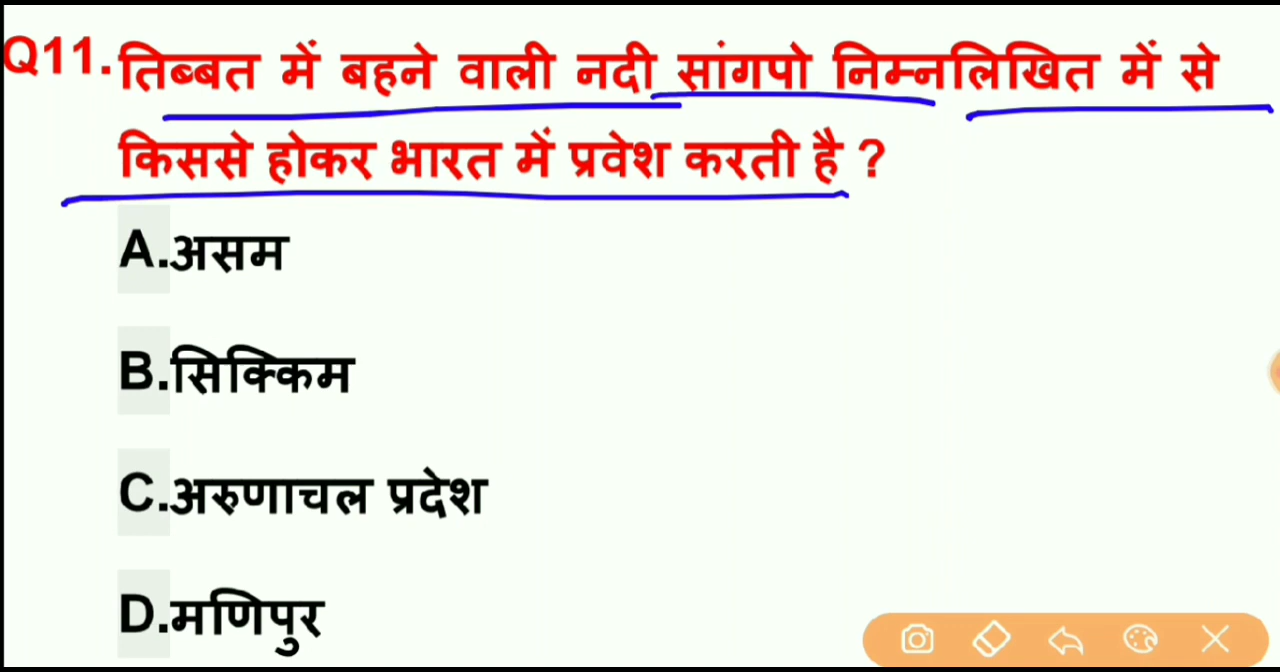 Q11. तिब्बत में बहने वाली नदी सांगपो निम्नलिखित में से
किससे होकर भारत में प्रवेश करती है ?
A.असम
B.सिक्किम
C.अरुणाचल प्रदेश
D.मणिपुर